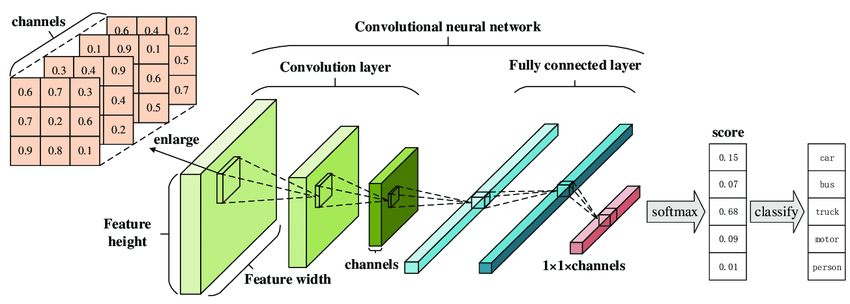 channels
0.6 0.4 0.2
0.1 0.9 0.1
0.5
0.3 0.4 0.9
0.6
0.7
0.6 0.7 0.3
0.4
0.5
0.7 0.2 0.6
0.2
0.9 0.8 0.1
enlarge
Convolutional neural network
Convolution layer
Fully connected layer
Feature
height
Feature width
channels
1×1×channels
softmax
score
0.15
0.07
0.68
0.09
0.01
classify
car
bus
truck
motor
person